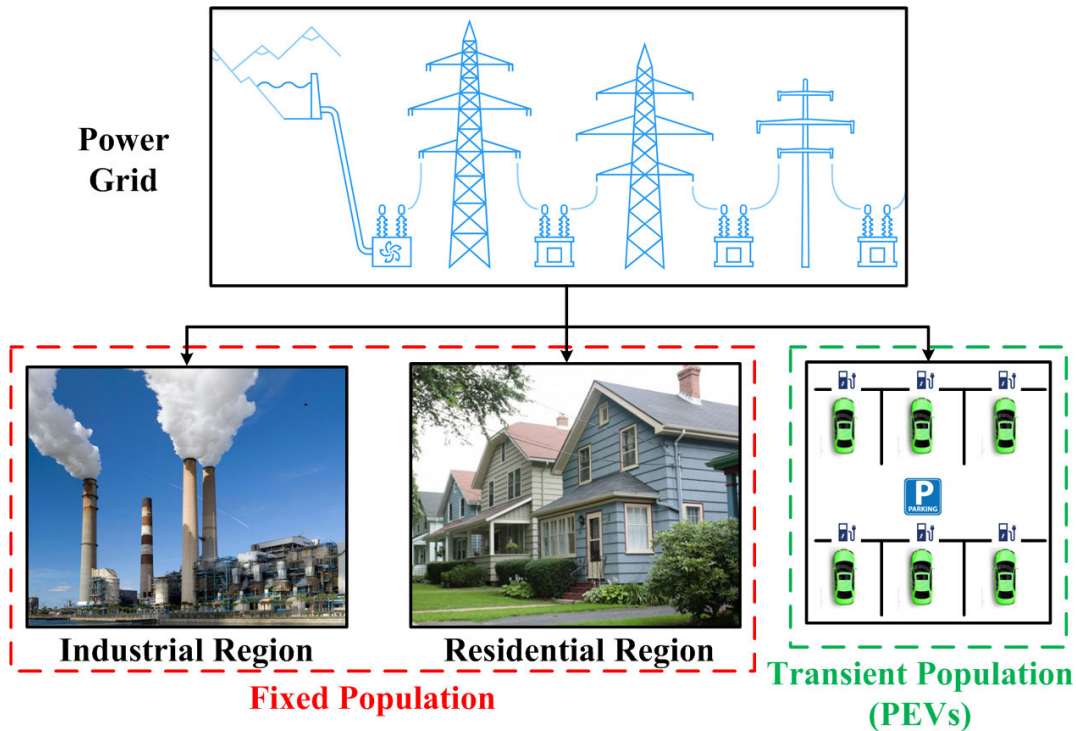 Power
Grid
P
PARKING
Industrial Region
Residential Region
Fixed Population
Transient Population
(PEVs)